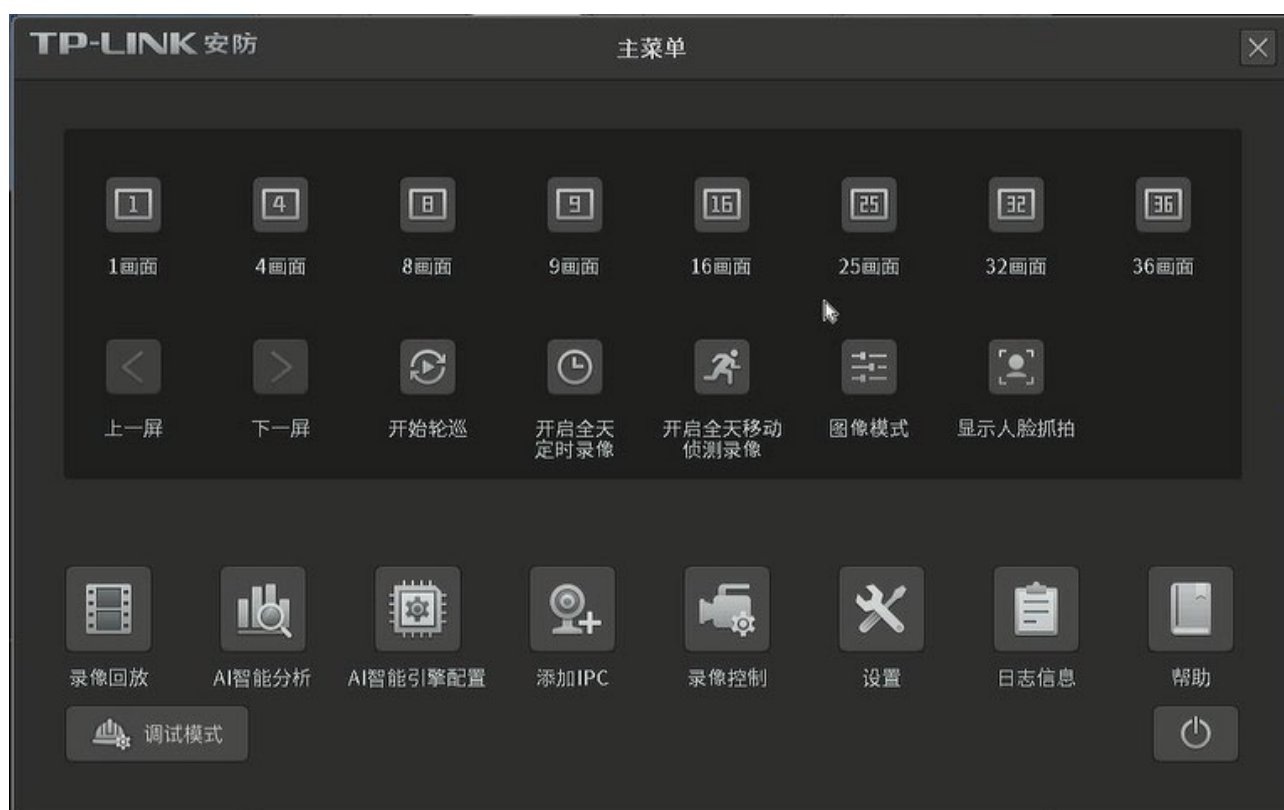 TP-LINK 安防
主菜单
1 4 8 9 16 25 32 36
1画面 4画面 8画面 9画面 16画面 25画面 32画面 36画面
上一屏 下一屏 开始轮巡 开启全天 开启全天移动 图像模式 显示人脸抓拍
定时录像 侦测录像
录像回放 AI智能分析 AI智能引擎配置 添加IPC 录像控制 设置 日志信息 帮助
调试模式